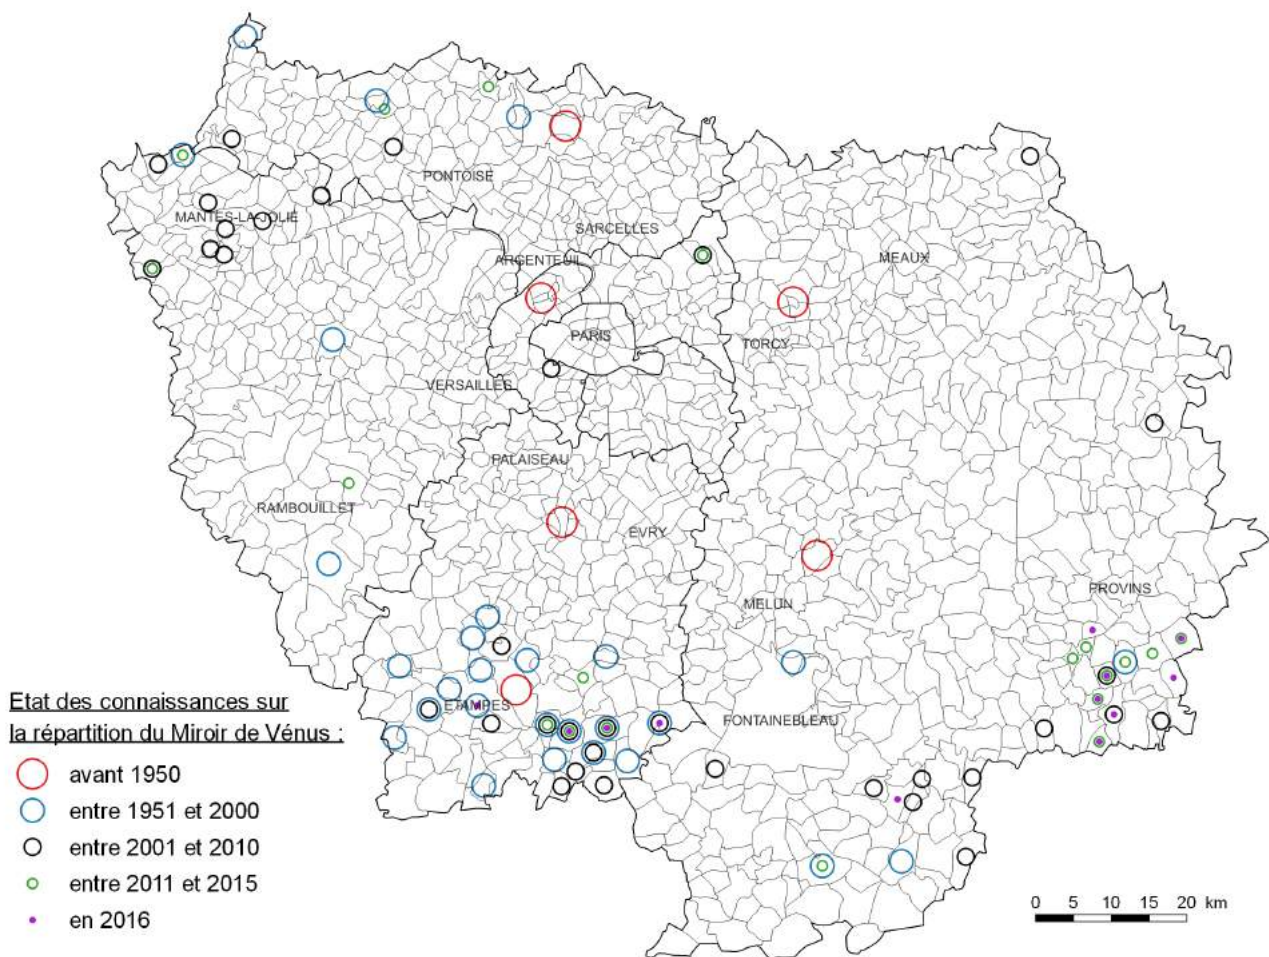 PONTOISE
MANTES-LA-JOLIE
SARCELLES
ARGENTEUIL
MEAUX
PARIS
TORCY
VERSAILLES
PALAISEAU
RAMBOUILLET
EVRY
PROVINS
MELUN
ETAMPES
FONTAINEBLEAU
Etat des connaissances sur
la répartition du Miroir de Vénus :
avant 1950
entre 1951 et 2000
entre 2001 et 2010
entre 2011 et 2015
en 2016
0 5 10 15 20 km